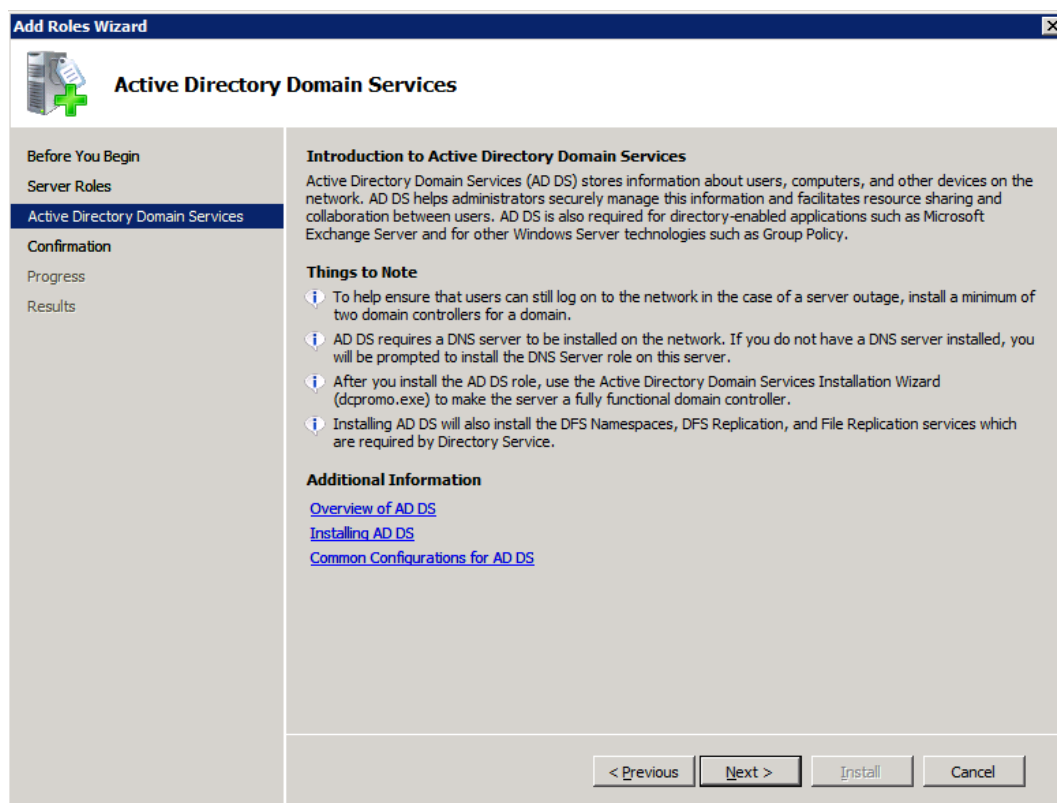 Add Roles Wizard
Active Directory Domain Services
Before You Begin
Server Roles
Active Directory Domain Services
Confirmation
Progress
Results
Introduction to Active Directory Domain Services
Active Directory Domain Services (AD DS) stores information about users, computers, and other devices on the
network. AD DS helps administrators securely manage this information and facilitates resource sharing and
collaboration between users. AD DS is also required for directory-enabled applications such as Microsoft
Exchange Server and for other Windows Server technologies such as Group Policy.
Things to Note
To help ensure that users can still log on to the network in the case of a server outage, install a minimum of
two domain controllers for a domain.
AD DS requires a DNS server to be installed on the network. If you do not have a DNS server installed, you
will be prompted to install the DNS Server role on this server.
After you install the AD DS role, use the Active Directory Domain Services Installation Wizard
(dcpromo.exe) to make the server a fully functional domain controller.
Installing AD DS will also install the DFS Namespaces, DFS Replication, and File Replication services which
are required by Directory Service.
Additional Information
Overview of AD DS
Installing AD DS
Common Configurations for AD DS
< Previous
Next >
Install
Cancel